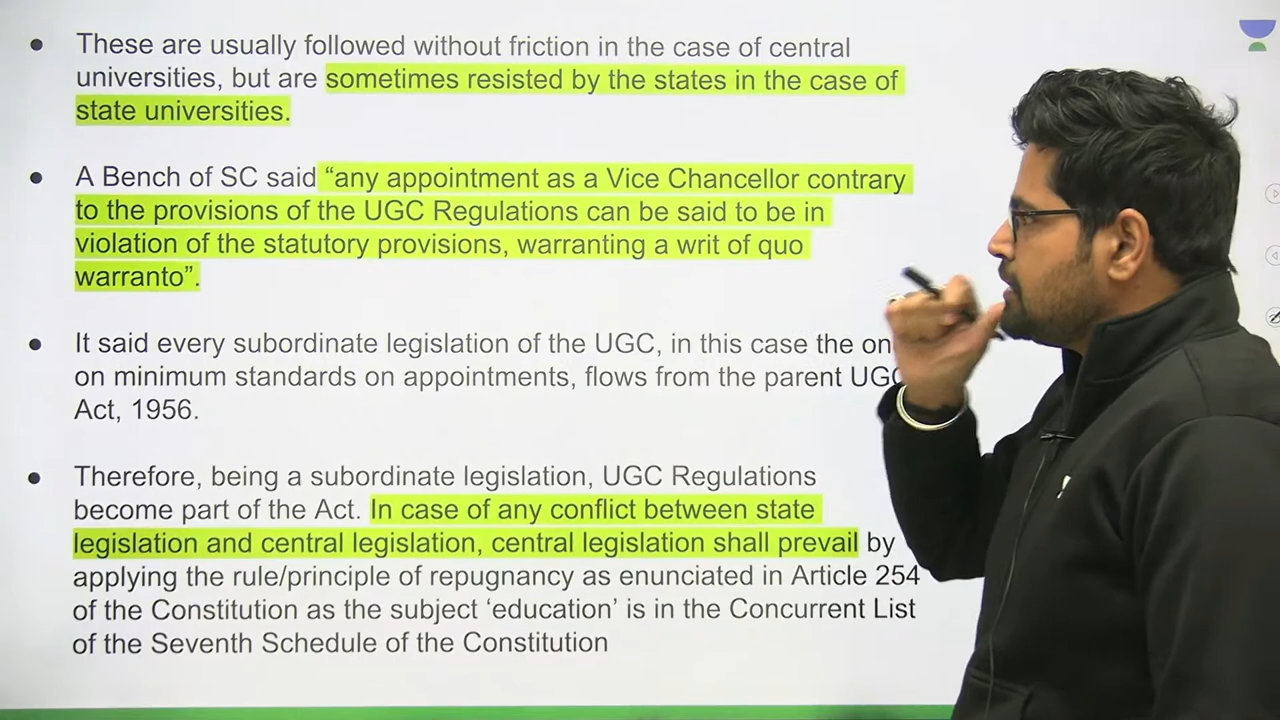 • These are usually followed without friction in the case of central
universities, but are sometimes resisted by the states in the case of
state universities.
• A Bench of SC said “any appointment as a Vice Chancellor contrary
to the provisions of the UGC Regulations can be said to be in
violation of the statutory provisions, warranting a writ of quo
warranto”.
• It said every subordinate legislation of the UGC, in this case the on
on minimum standards on appointments, flows from the parent UGC
Act, 1956.
• Therefore, being a subordinate legislation, UGC Regulations
become part of the Act. In case of any conflict between state
legislation and central legislation, central legislation shall prevail by
applying the rule/principle of repugnancy as enunciated in Article 254
of the Constitution as the subject ‘education’ is in the Concurrent List
of the Seventh Schedule of the Constitution